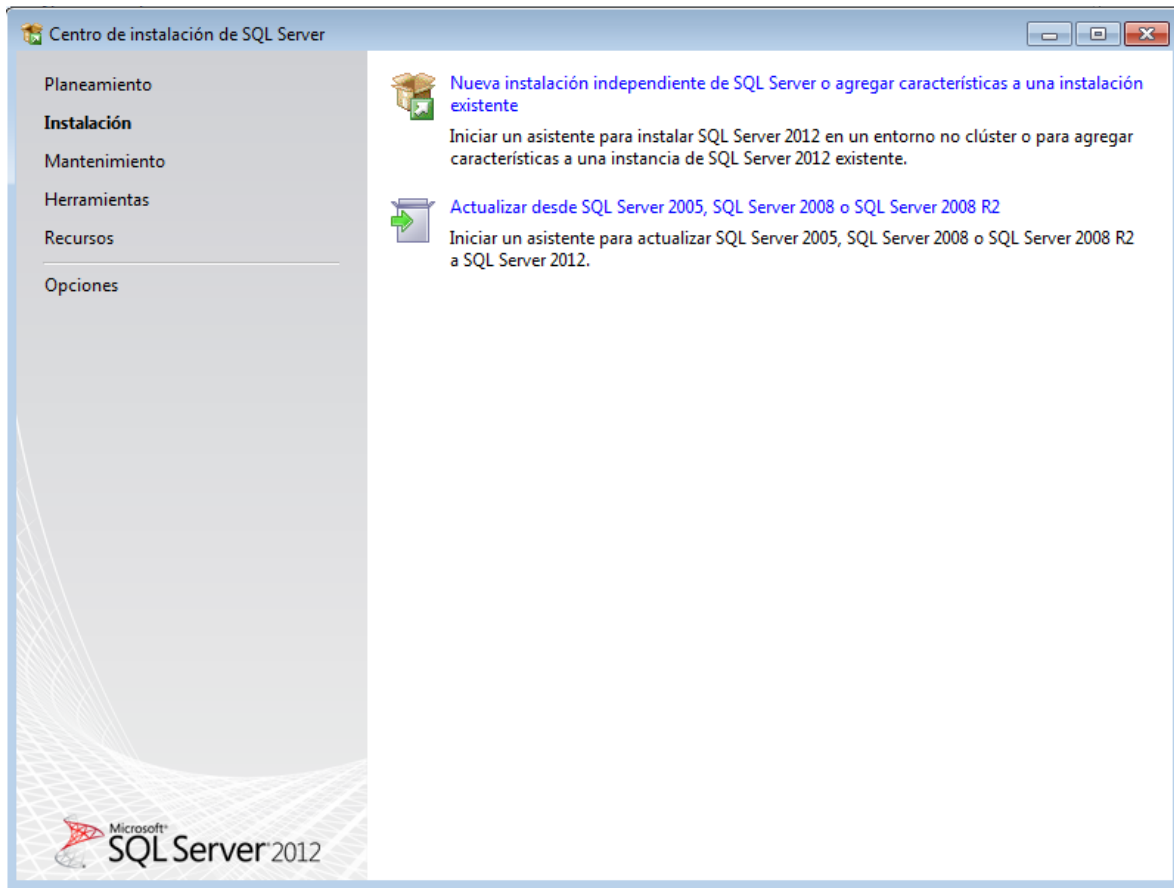 Centro de instalación de SQL Server
Planeamiento
Instalación
Mantenimiento
Herramientas
Recursos
Opciones
Nueva instalación independiente de SQL Server o agregar características a una instalación
existente
Iniciar un asistente para instalar SQL Server 2012 en un entorno no clúster o para agregar
características a una instancia de SQL Server 2012 existente.
Actualizar desde SQL Server 2005, SQL Server 2008 o SQL Server 2008 R2
Iniciar un asistente para actualizar SQL Server 2005, SQL Server 2008 o SQL Server 2008 R2
a SQL Server 2012.
Microsoft®
SQL Server® 2012